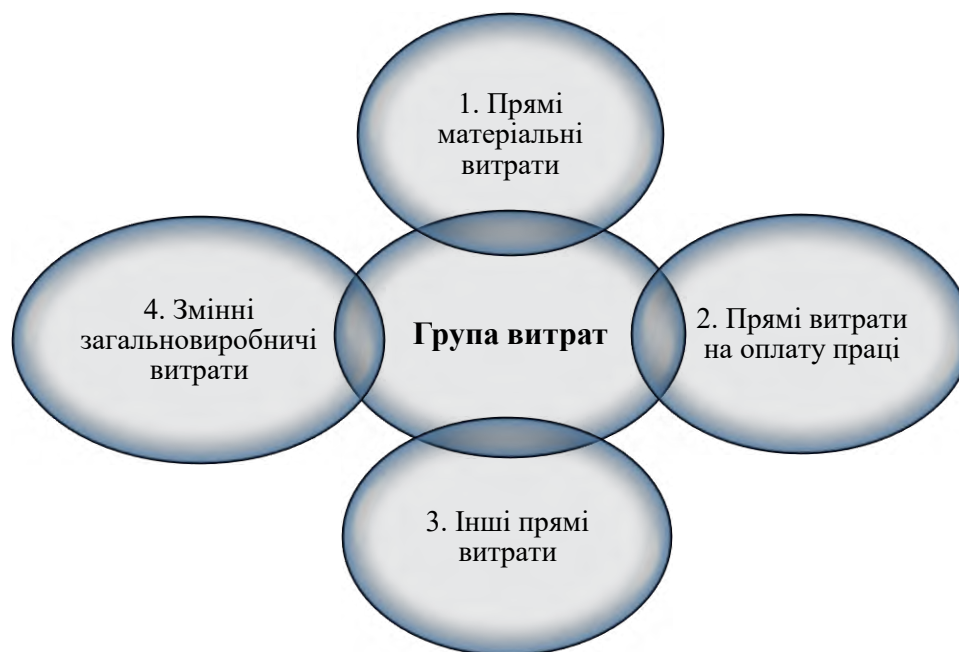 1. Прямі
матеріальні
витрати
4. Змінні
загальновиробничі
витрати
Група витрат
2. Прямі витрати
на оплату праці
3. Інші прямі
витрати